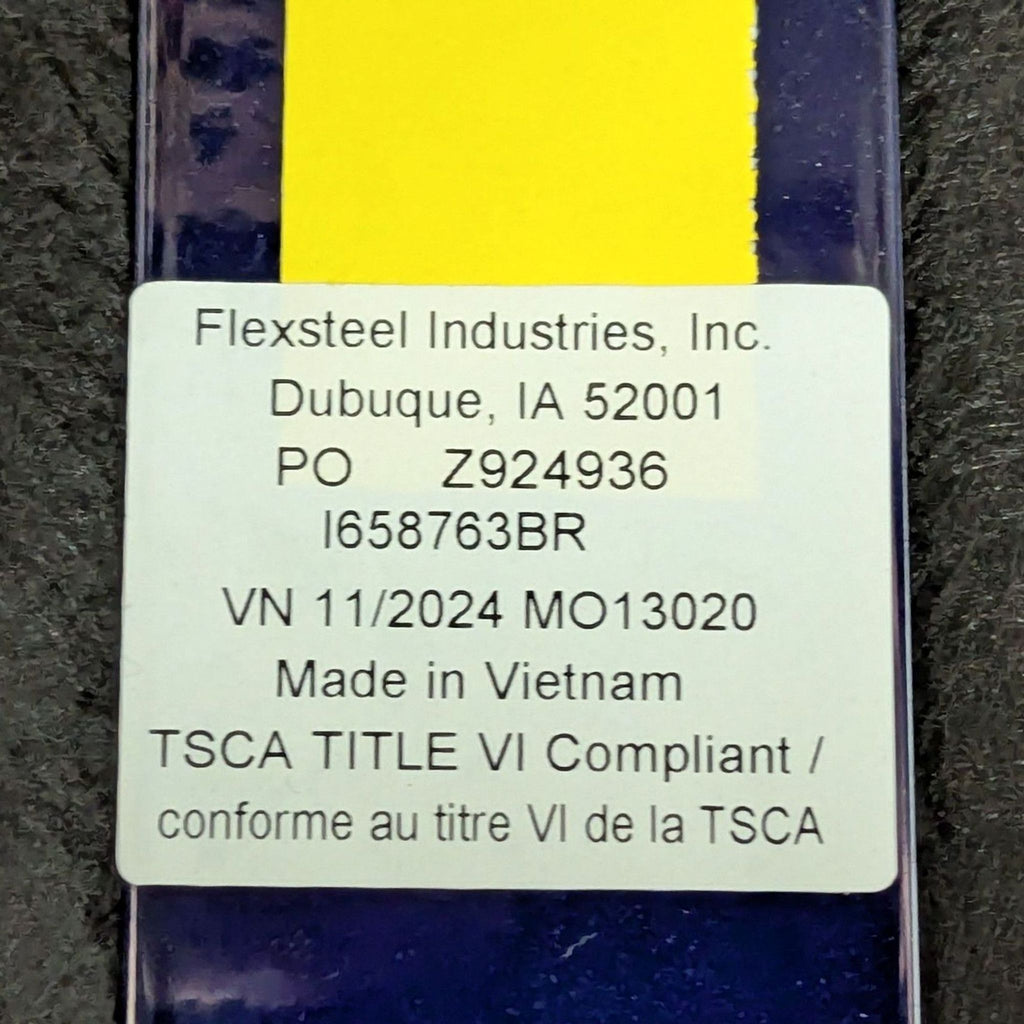 Flexsteel Industries, Inc.
Dubuque, IA 52001
PO Z924936
I658763BR
VN 11/2024 MO13020
Made in Vietnam
TSCA TITLE VI Compliant /
conforme au titre VI de la TSCA